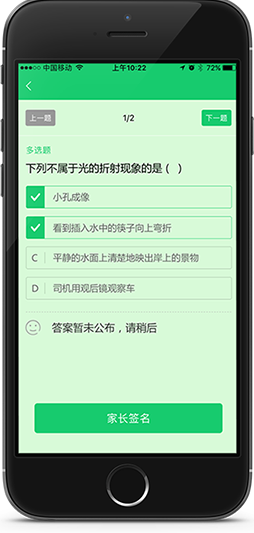 中国移动 上午10:22 72%
上一题 1/2 下一题
多选题
下列不属于光的折射现象的是（ ）
小孔成像
看到插入水中的筷子向上弯折
C 平静的水面上清楚地映出岸上的景物
D 司机用观后镜观察车
答案暂未公布，请稍后
家长签名